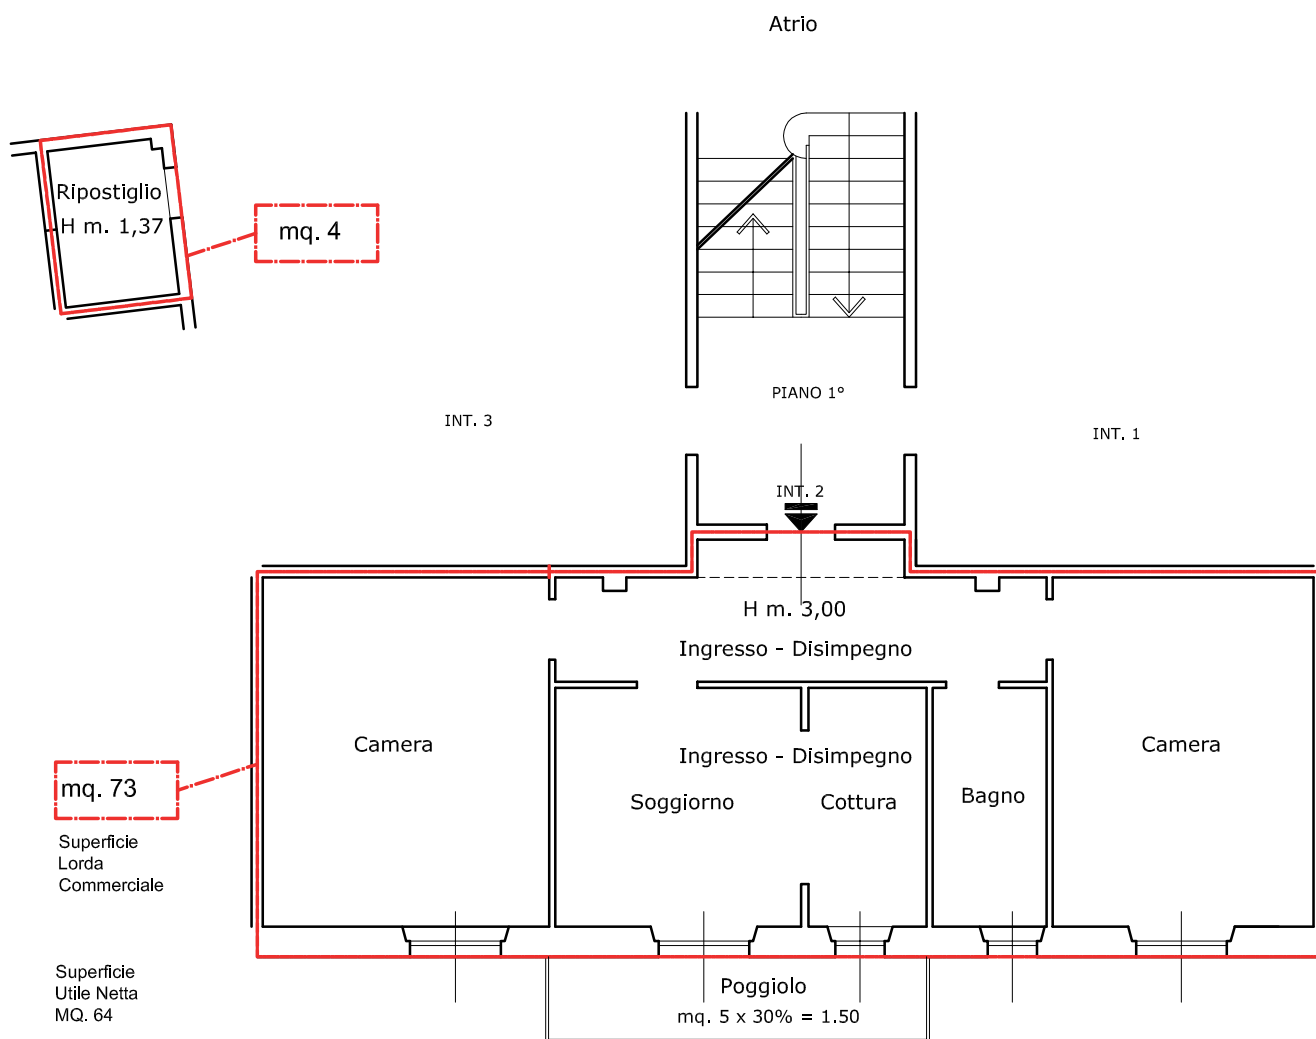 Atrio
Ripostiglio
H m. 1,37
mq. 4
PIANO 1°
INT. 3
INT. 1
INT. 2
H m. 3,00
Ingresso - Disimpegno
Camera
Ingresso - Disimpegno
Camera
mq. 73
Soggiorno
Cottura
Bagno
Superficie
Lorda
Commerciale
Superficie
Utile Netta
MQ. 64
Poggiolo
mq. 5 x 30% = 1.50